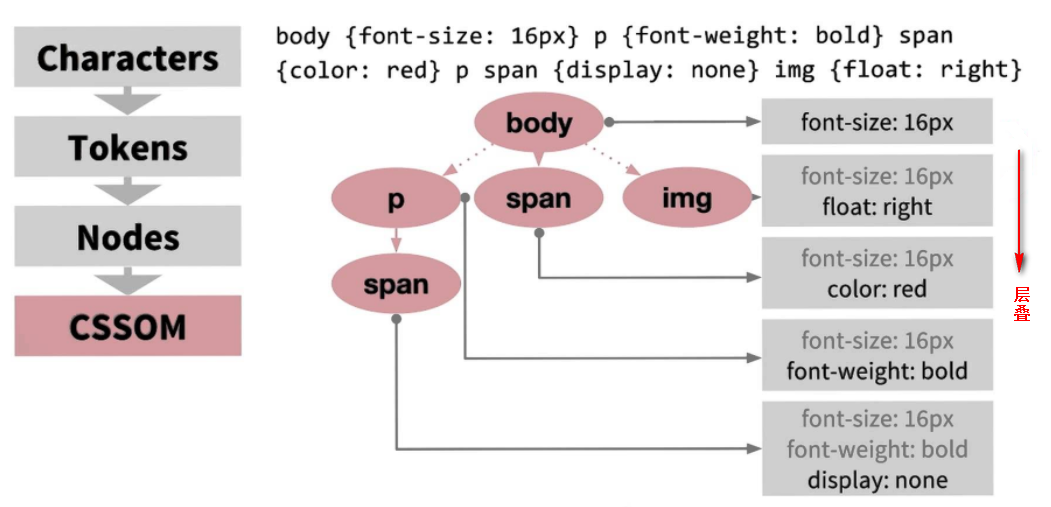 Characters
Tokens
Nodes
CSSOM
body {font-size: 16px} p {font-weight: bold} span
{color: red} p span {display: none} img {float: right}
body
p
span
img
span
font-size: 16px
font-size: 16px
float: right
font-size: 16px
color: red
font-size: 16px
font-weight: bold
font-size: 16px
font-weight: bold
display: none
层
叠